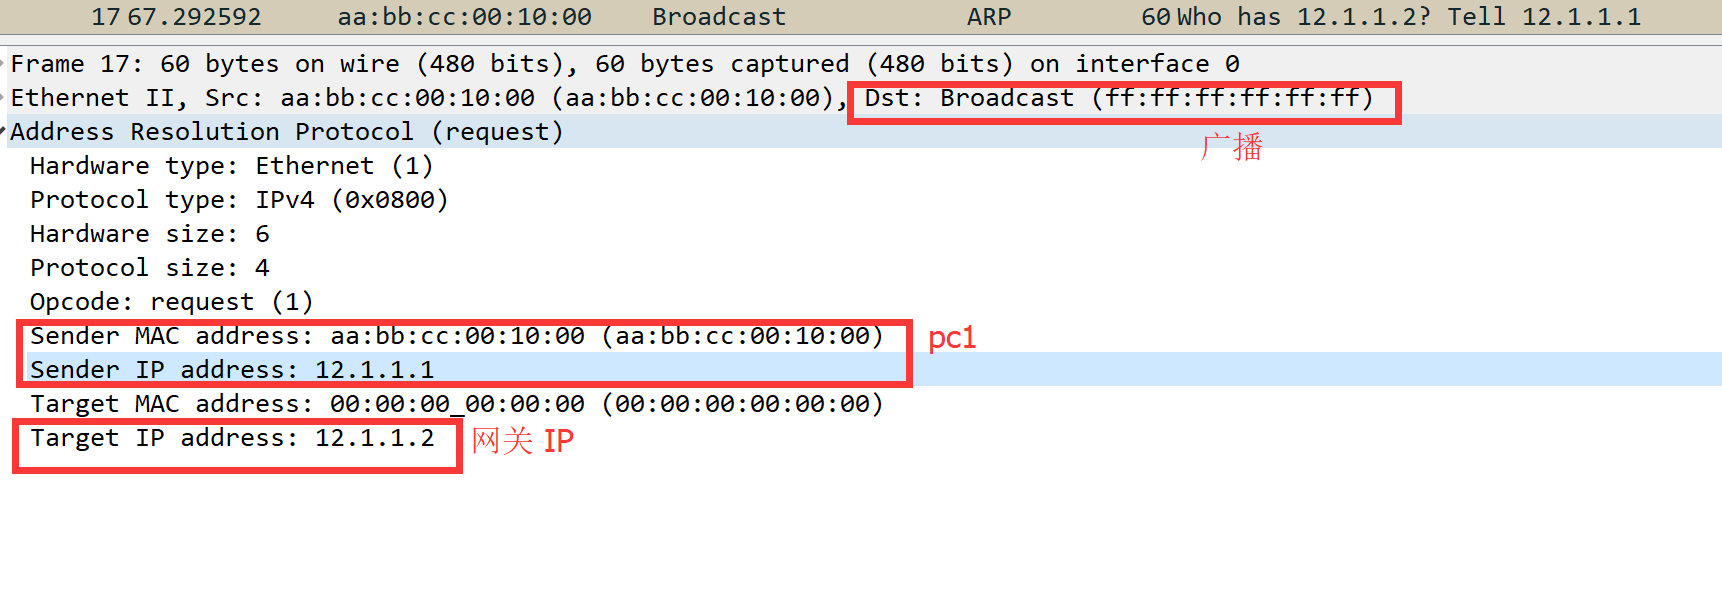 17 67.292592 aa:bb:cc:00:10:00 Broadcast ARP 60 Who has 12.1.1.2? Tell 12.1.1.1
Frame 17: 60 bytes on wire (480 bits), 60 bytes captured (480 bits) on interface 0
Ethernet II, Src: aa:bb:cc:00:10:00 (aa:bb:cc:00:10:00), Dst: Broadcast (ff:ff:ff:ff:ff:ff)
Address Resolution Protocol (request)
广播
Hardware type: Ethernet (1)
Protocol type: IPv4 (0x0800)
Hardware size: 6
Protocol size: 4
Opcode: request (1)
Sender MAC address: aa:bb:cc:00:10:00 (aa:bb:cc:00:10:00) pc1
Sender IP address: 12.1.1.1
Target MAC address: 00:00:00_00:00:00 (00:00:00:00:00:00)
Target IP address: 12.1.1.2 网关 IP